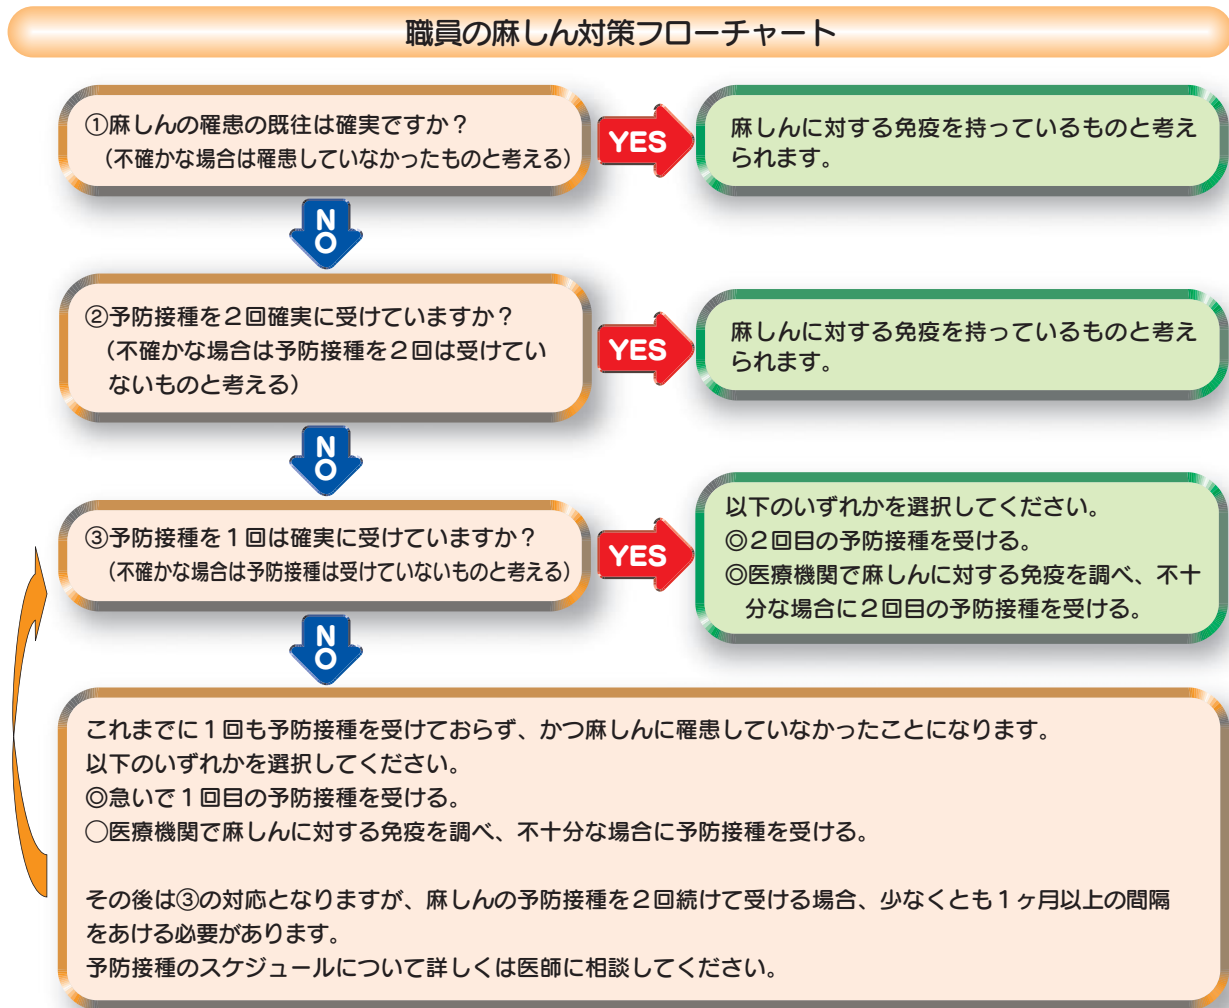 職員の麻しん対策フローチャート
①麻しんの罹患の既往は確実ですか？
（不確かな場合は罹患していなかったものと考える）
YES
麻しんに対する免疫を持っているものと考え
られます。
NO
②予防接種を２回確実に受けていますか？
（不確かな場合は予防接種を２回は受けてい
ないものと考える）
YES
麻しんに対する免疫を持っているものと考え
られます。
NO
③予防接種を１回は確実に受けていますか？
（不確かな場合は予防接種は受けていないものと考える）
YES
以下のいずれかを選択してください。
◎２回目の予防接種を受ける。
◎医療機関で麻しんに対する免疫を調べ、不十
分な場合に２回目の予防接種を受ける。
NO
これまでに１回も予防接種を受けておらず、かつ麻しんに罹患していなかったことになります。
以下のいずれかを選択してください。
◎急いで１回目の予防接種を受ける。
○医療機関で麻しんに対する免疫を調べ、不十分な場合に予防接種を受ける。
その後は③の対応となりますが、麻しんの予防接種を２回続けて受ける場合、少なくとも１ヶ月以上の間隔
をあける必要があります。
予防接種のスケジュールについて詳しくは医師に相談してください。